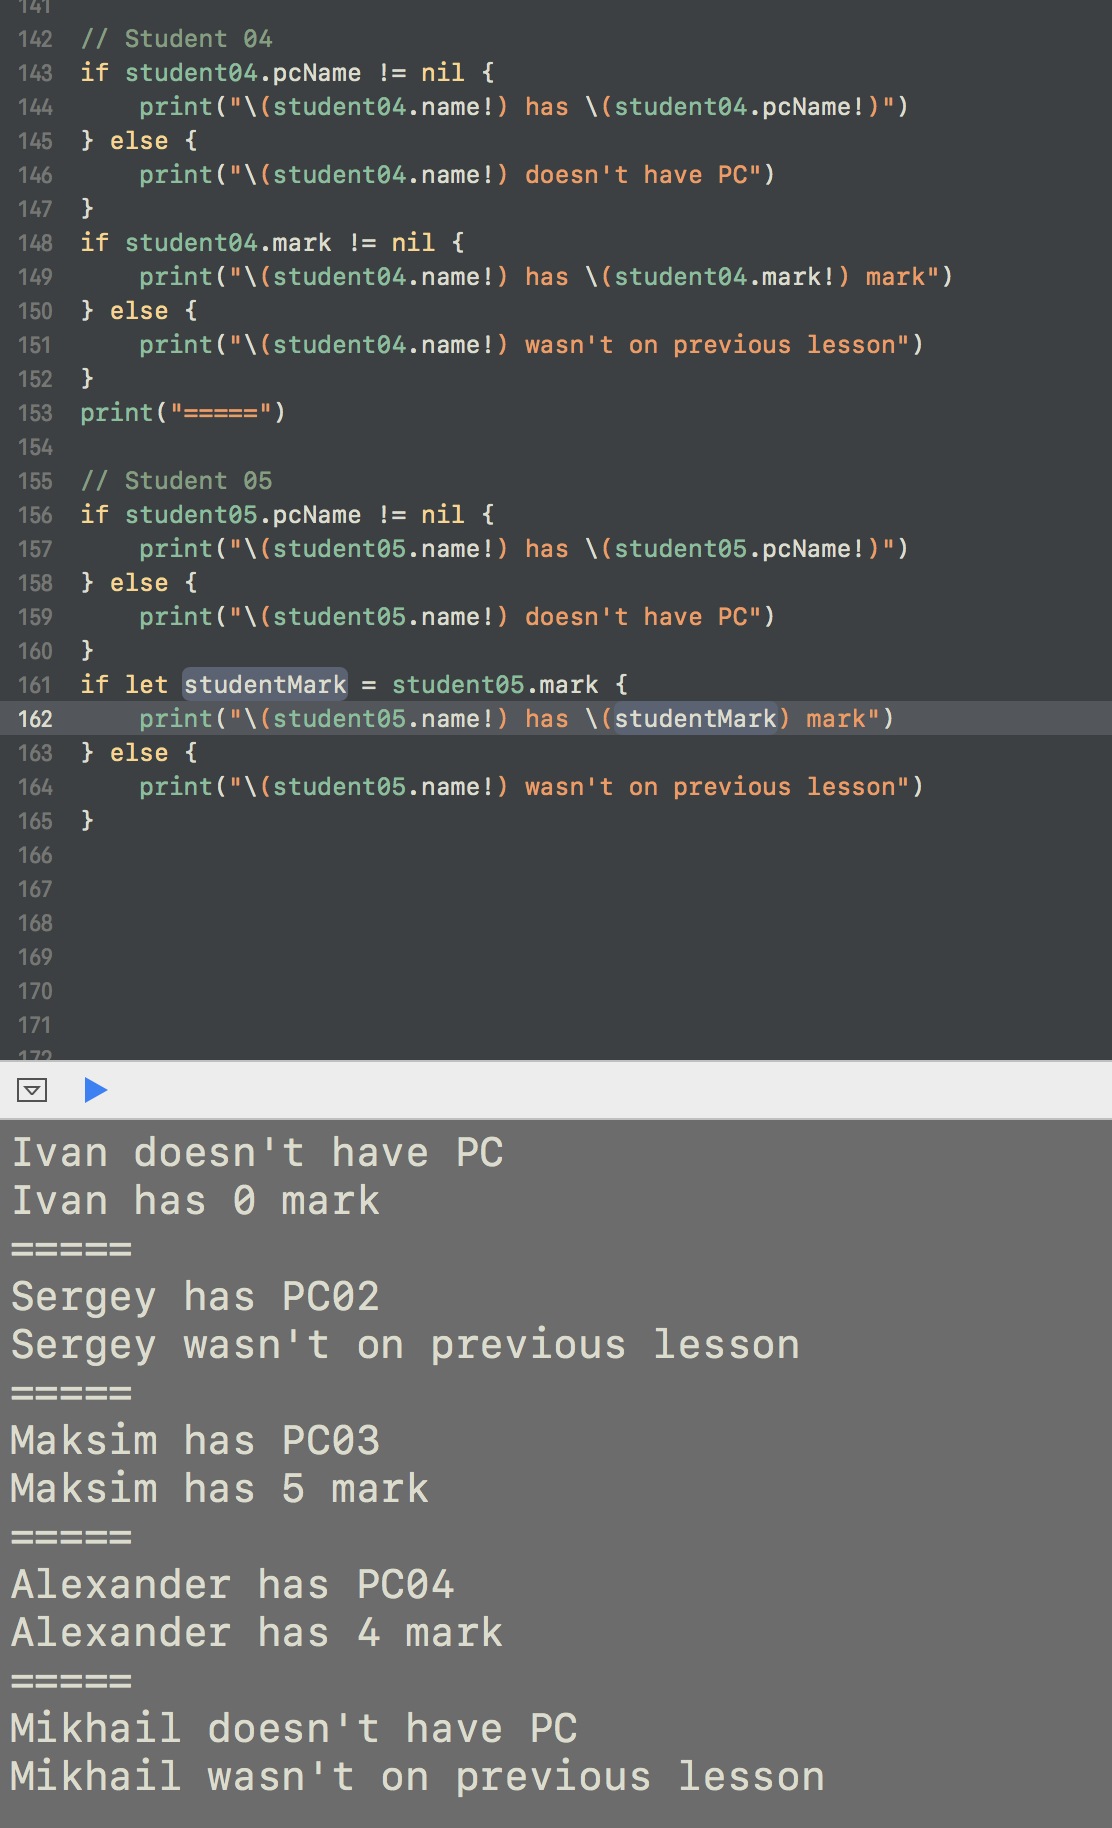 141
142 // Student 04
143 if student04.pcName != nil {
144     print("\(student04.name!) has \(student04.pcName!)")
145 } else {
146     print("\(student04.name!) doesn't have PC")
147 }
148 if student04.mark != nil {
149     print("\(student04.name!) has \(student04.mark!) mark")
150 } else {
151     print("\(student04.name!) wasn't on previous lesson")
152 }
153 print("=====")
154
155 // Student 05
156 if student05.pcName != nil {
157     print("\(student05.name!) has \(student05.pcName!)")
158 } else {
159     print("\(student05.name!) doesn't have PC")
160 }
161 if let studentMark = student05.mark {
162     print("\(student05.name!) has \(studentMark) mark")
163 } else {
164     print("\(student05.name!) wasn't on previous lesson")
165 }
166
167
168
169
170
171
172
Ivan doesn't have PC
Ivan has 0 mark
=====
Sergey has PC02
Sergey wasn't on previous lesson
=====
Maksim has PC03
Maksim has 5 mark
=====
Alexander has PC04
Alexander has 4 mark
=====
Mikhail doesn't have PC
Mikhail wasn't on previous lesson